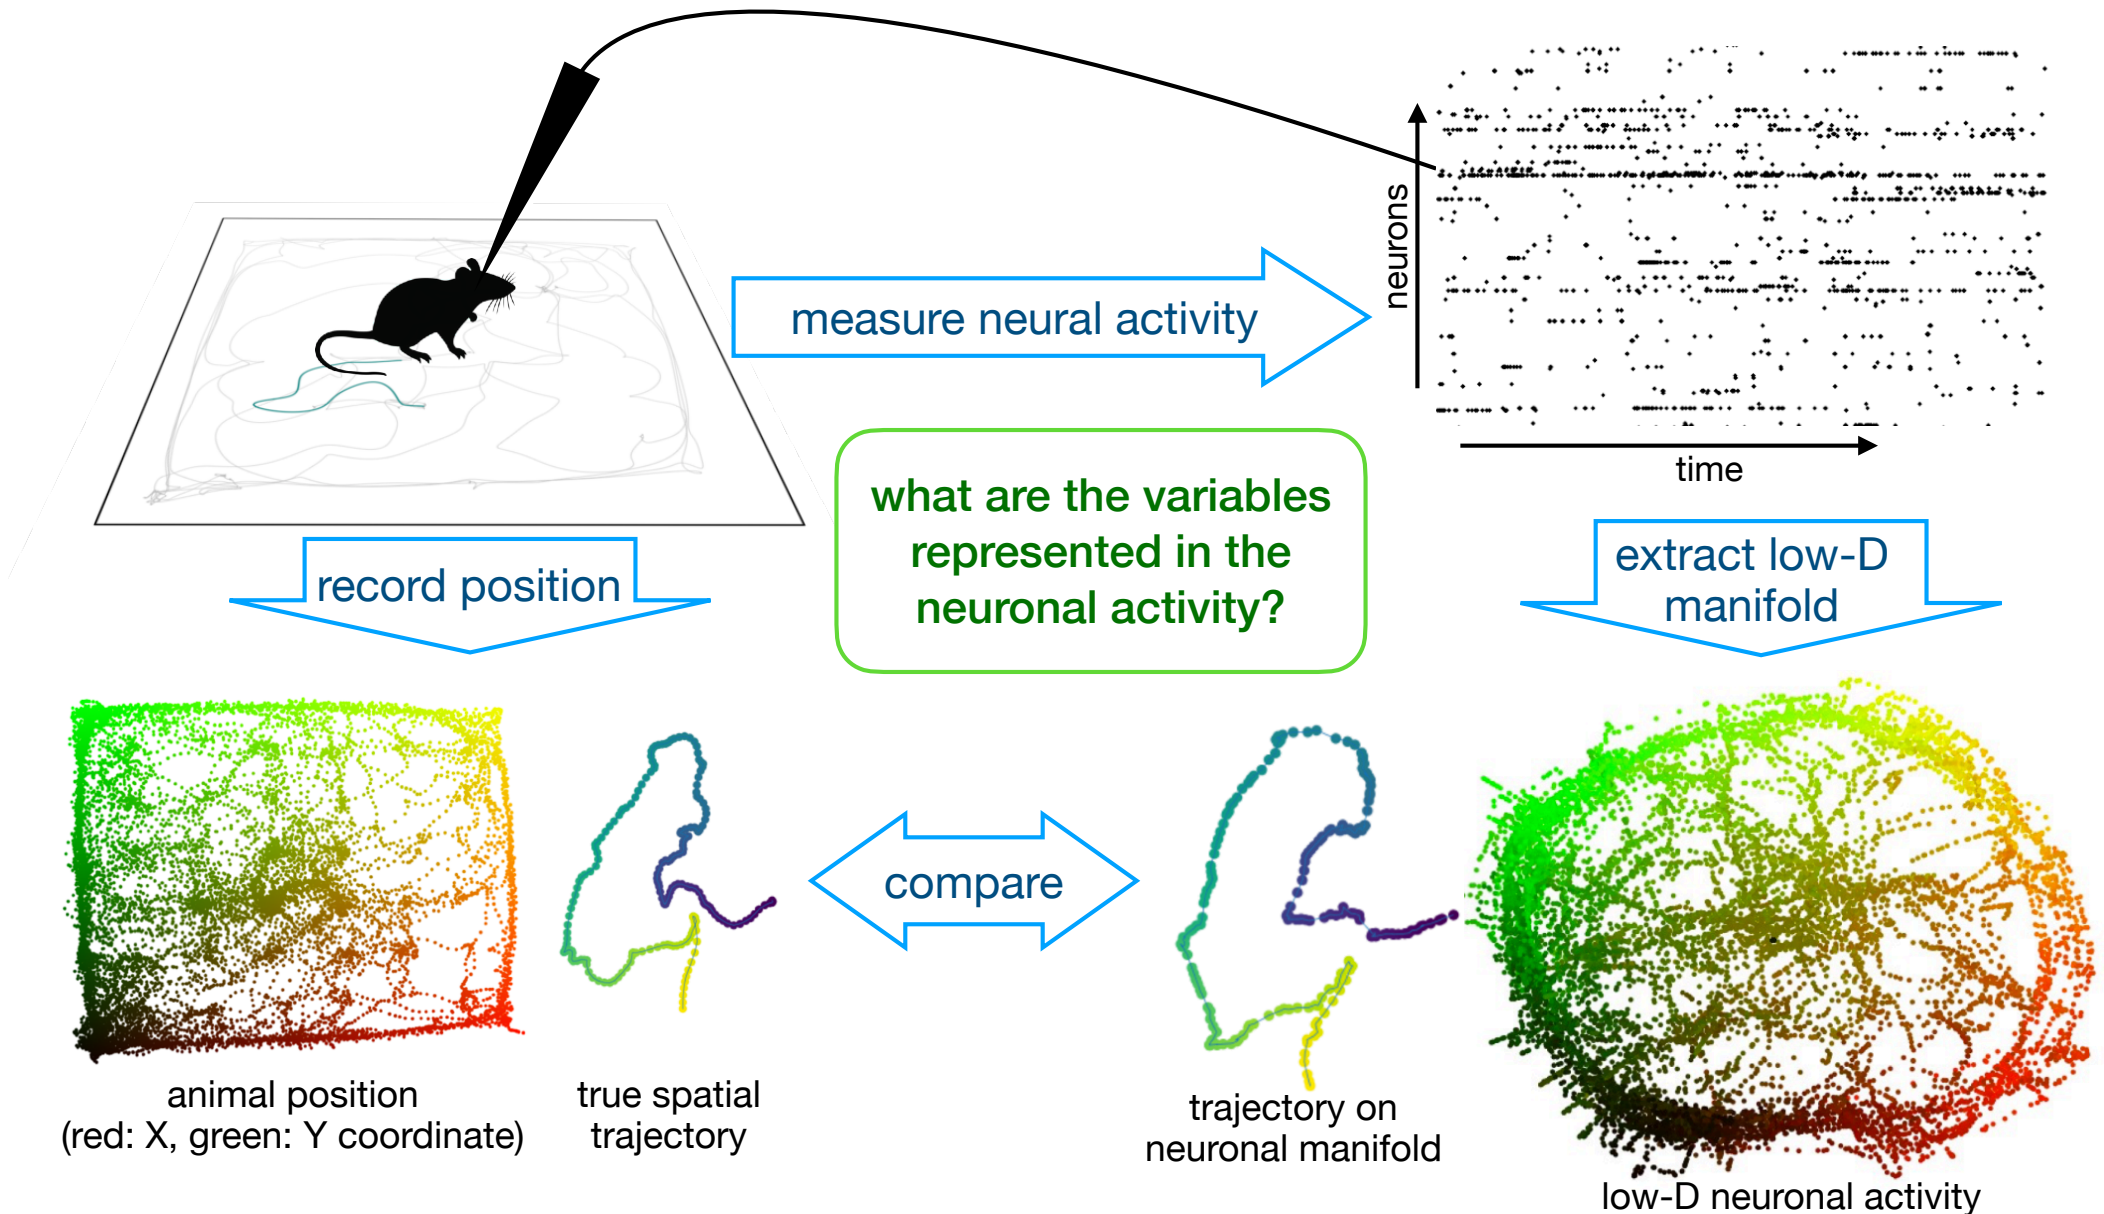 neurons
measure neural activity
time
what are the variables
represented in the
neuronal activity?
record position
extract low-D
manifold
compare
animal position
(red: X, green: Y coordinate)
true spatial
trajectory
trajectory on
neuronal manifold
low-D neuronal activity